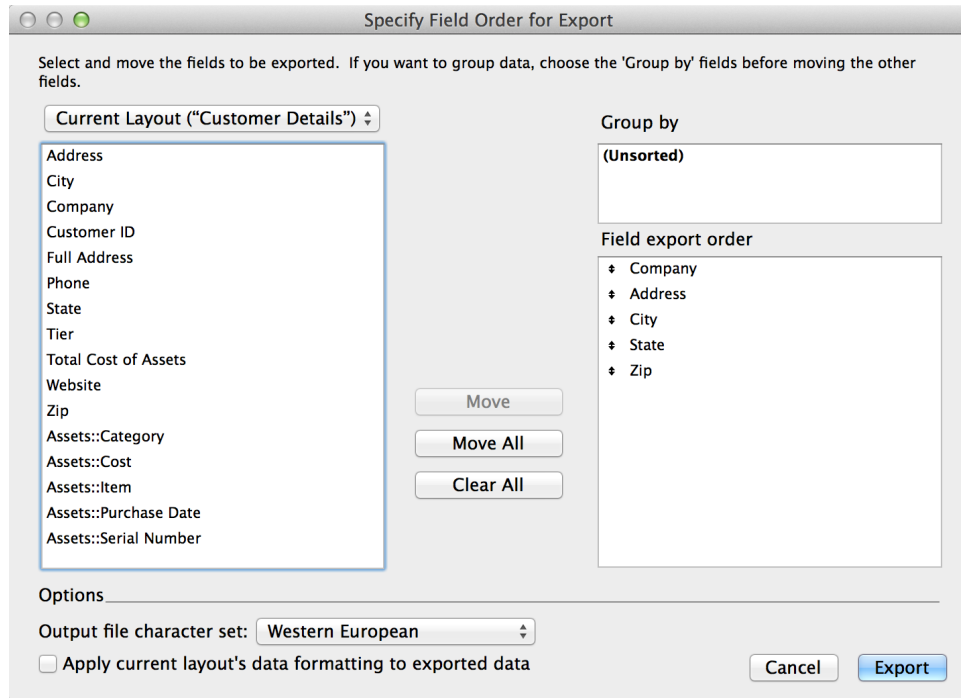 Specify Field Order for Export
Select and move the fields to be exported. If you want to group data, choose the 'Group by' fields before moving the other
fields.
Current Layout (“Customer Details”)
Address
City
Company
Customer ID
Full Address
Phone
State
Tier
Total Cost of Assets
Website
Zip
Assets::Category
Assets::Cost
Assets::Item
Assets::Purchase Date
Assets::Serial Number
Move
Move All
Clear All
Group by
(Unsorted)
Field export order
Company
Address
City
State
Zip
Options
Output file character set: Western European
Apply current layout's data formatting to exported data
Cancel
Export